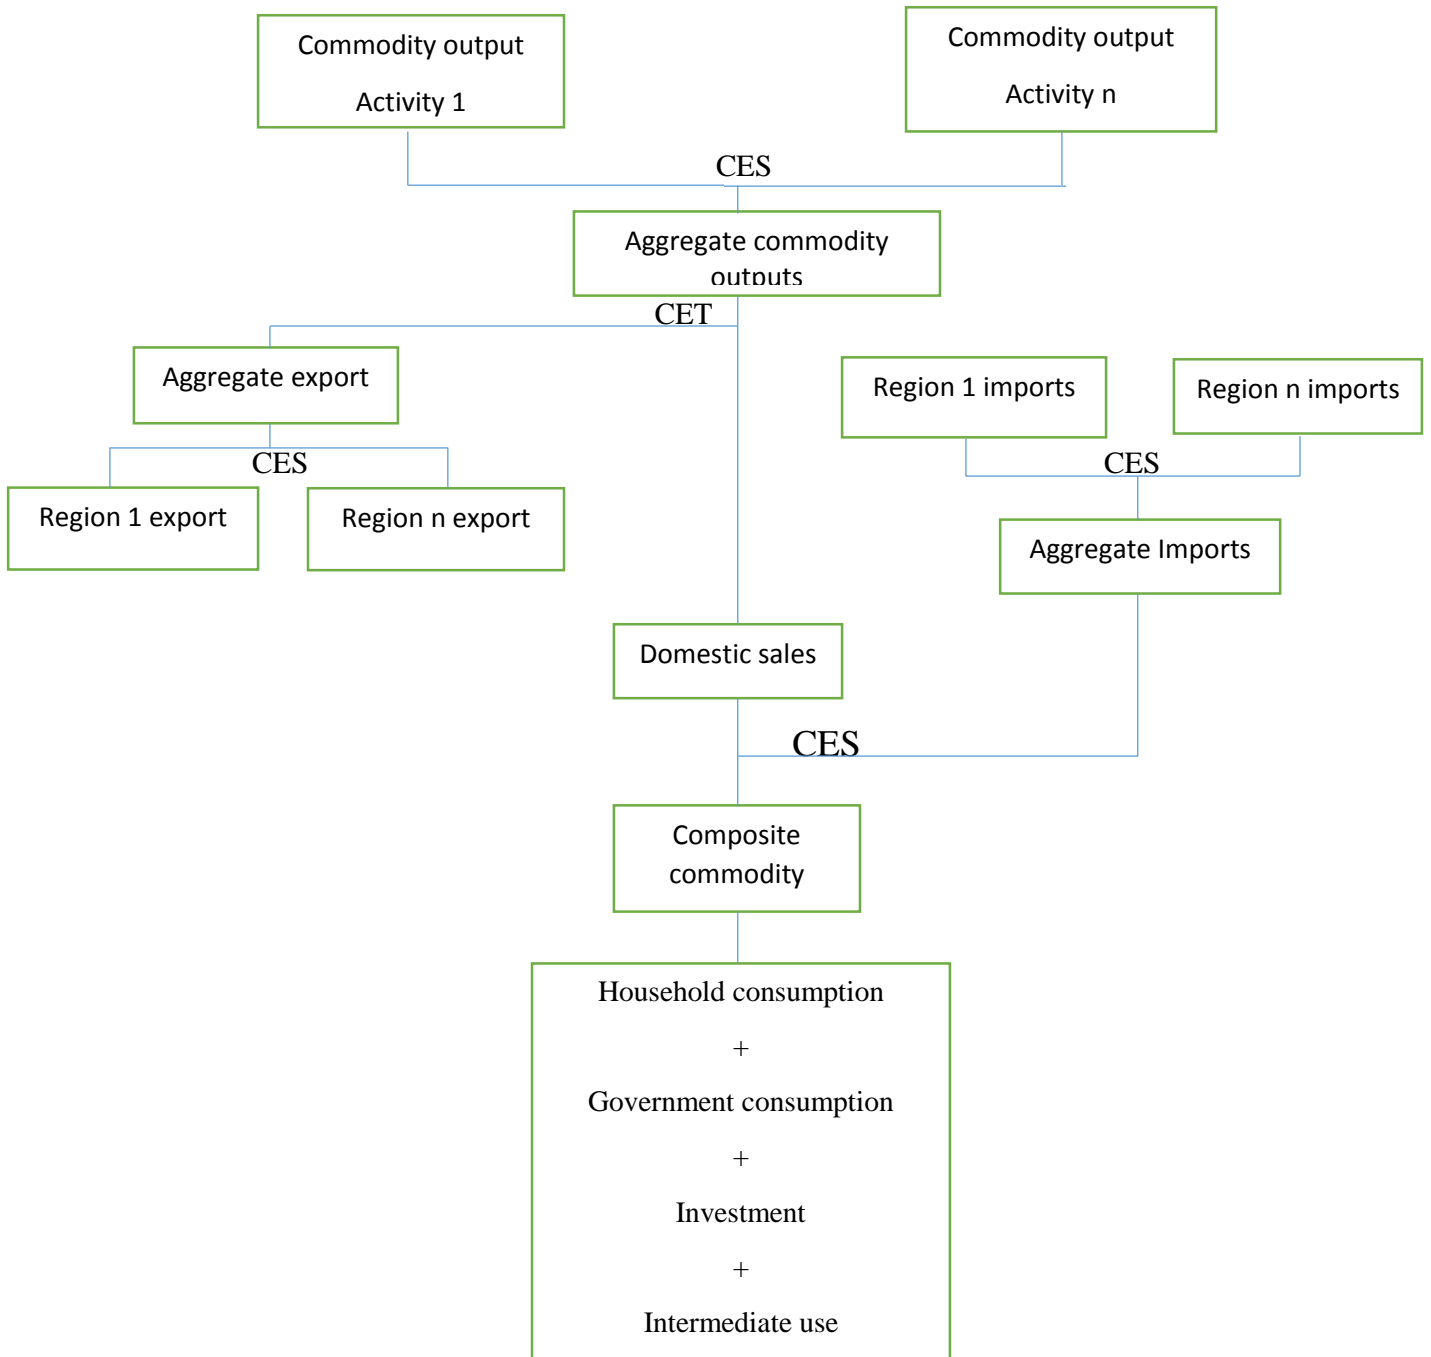 Commodity output
Activity 1
Commodity output
Activity n
CES
Aggregate commodity
outputs
CET
Aggregate export
Region 1 imports
Region n imports
CES
CES
Region 1 export
Region n export
Aggregate Imports
Domestic sales
CES
Composite
commodity
Household consumption
+
Government consumption
+
Investment
+
Intermediate use